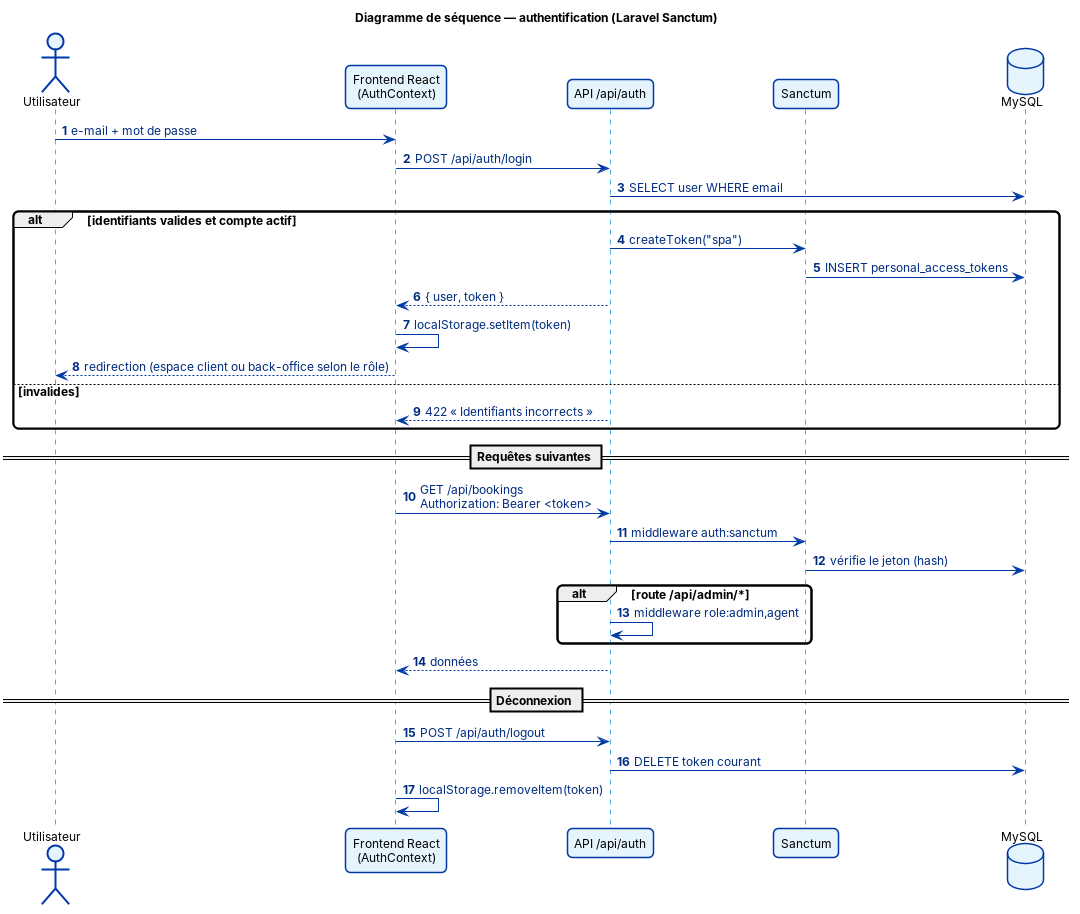 Diagramme de séquence — authentification (Laravel Sanctum)
Utilisateur
Frontend React
(AuthContext)
API /api/auth
Sanctum
MySQL
1 e-mail + mot de passe
2 POST /api/auth/login
3 SELECT user WHERE email
alt [identifiants valides et compte actif]
4 createToken("spa")
5 INSERT personal_access_tokens
6 { user, token }
7 localStorage.setItem(token)
8 redirection (espace client ou back-office selon le rôle)
[invalides]
9 422 « Identifiants incorrects »
Requêtes suivantes
10 GET /api/bookings
Authorization: Bearer <token>
11 middleware auth:sanctum
12 vérifie le jeton (hash)
alt [route /api/admin/*]
13 middleware role:admin,agent
14 données
Déconnexion
15 POST /api/auth/logout
16 DELETE token courant
17 localStorage.removeItem(token)
Utilisateur
Frontend React
(AuthContext)
API /api/auth
Sanctum
MySQL